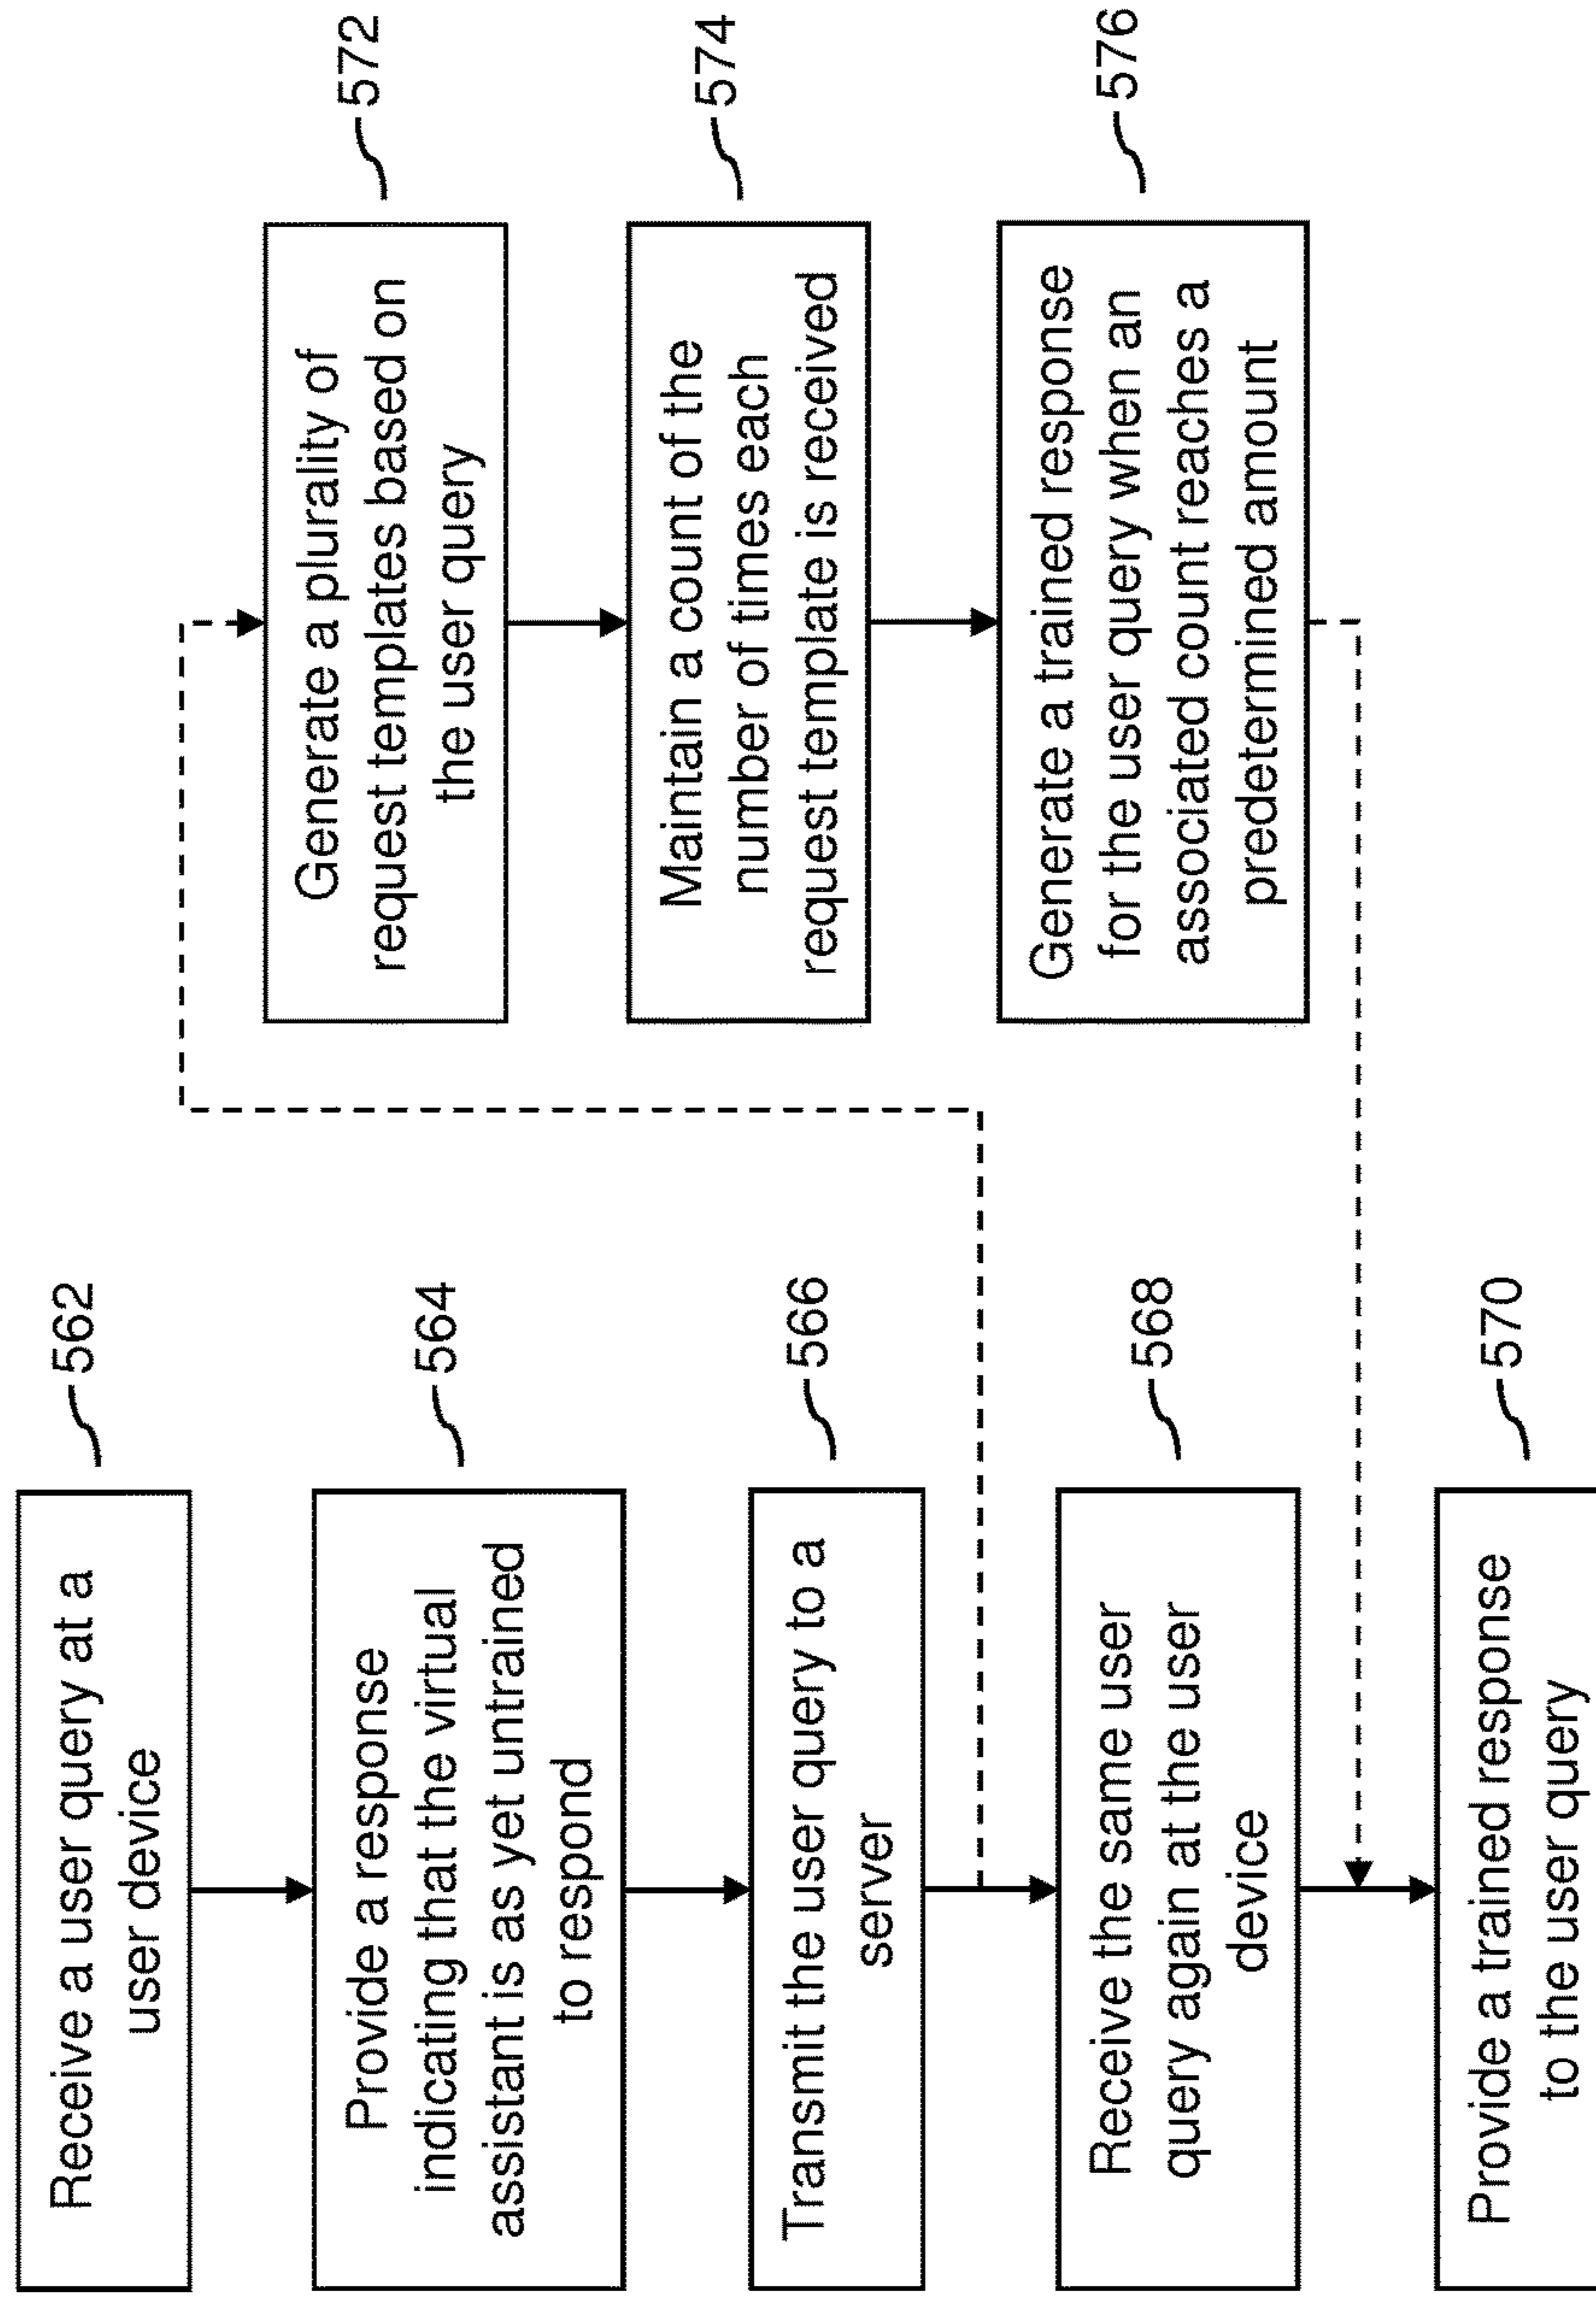 Receive a user query at a
user device
562
Provide a response
indicating that the virtual
assistant is as yet untrained
to respond
564
Transmit the user query to a
server
566
Receive the same user
query again at the user
device
568
Provide a trained response
to the user query
570
Generate a plurality of
request templates based on
the user query
572
Maintain a count of the
number of times each
request template is received
574
Generate a trained response
for the user query when an
associated count reaches a
predetermined amount
576